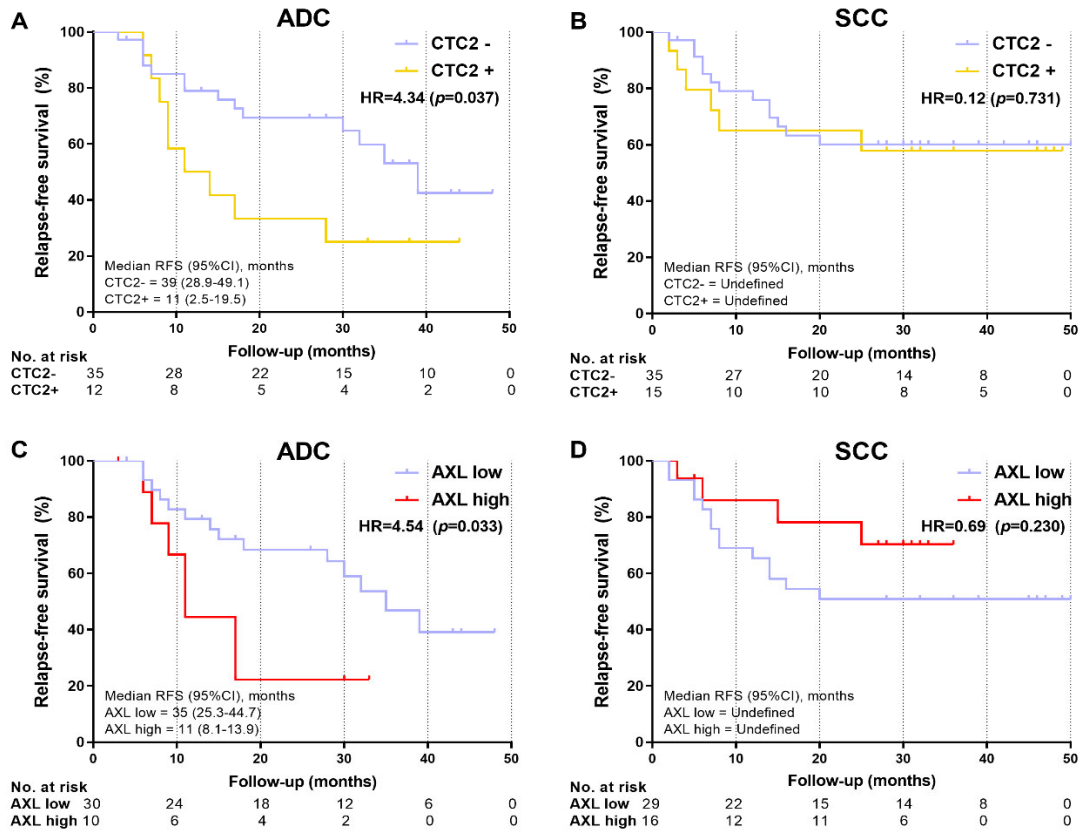 A
ADC
Relapse-free survival (%)
100
80
60
40
20
0
CTC2 -
CTC2 +
HR=4.34 (p=0.037)
Median RFS (95%CI), months
CTC2- = 39 (28.9-49.1)
CTC2+ = 11 (2.5-19.5)
0 10 20 30 40 50
Follow-up (months)
No. at risk
CTC2- 35 28 22 15 10 0
CTC2+ 12 8 5 4 2 0
B
SCC
Relapse-free survival (%)
100
80
60
40
20
0
CTC2 -
CTC2 +
HR=0.12 (p=0.731)
Median RFS (95%CI), months
CTC2- = Undefined
CTC2+ = Undefined
0 10 20 30 40 50
Follow-up (months)
No. at risk
CTC2- 35 27 20 14 8 0
CTC2+ 15 10 10 8 5 0
C
ADC
Relapse-free survival (%)
100
80
60
40
20
0
AXL low
AXL high
HR=4.54 (p=0.033)
Median RFS (95%CI), months
AXL low = 35 (25.3-44.7)
AXL high = 11 (8.1-13.9)
0 10 20 30 40 50
Follow-up (months)
No. at risk
AXL low 30 24 18 12 6 0
AXL high 10 6 4 2 0 0
D
SCC
Relapse-free survival (%)
100
80
60
40
20
0
AXL low
AXL high
HR=0.69 (p=0.230)
Median RFS (95%CI), months
AXL low = Undefined
AXL high = Undefined
0 10 20 30 40 50
Follow-up (months)
No. at risk
AXL low 29 22 15 14 8 0
AXL high 16 12 11 6 0 0